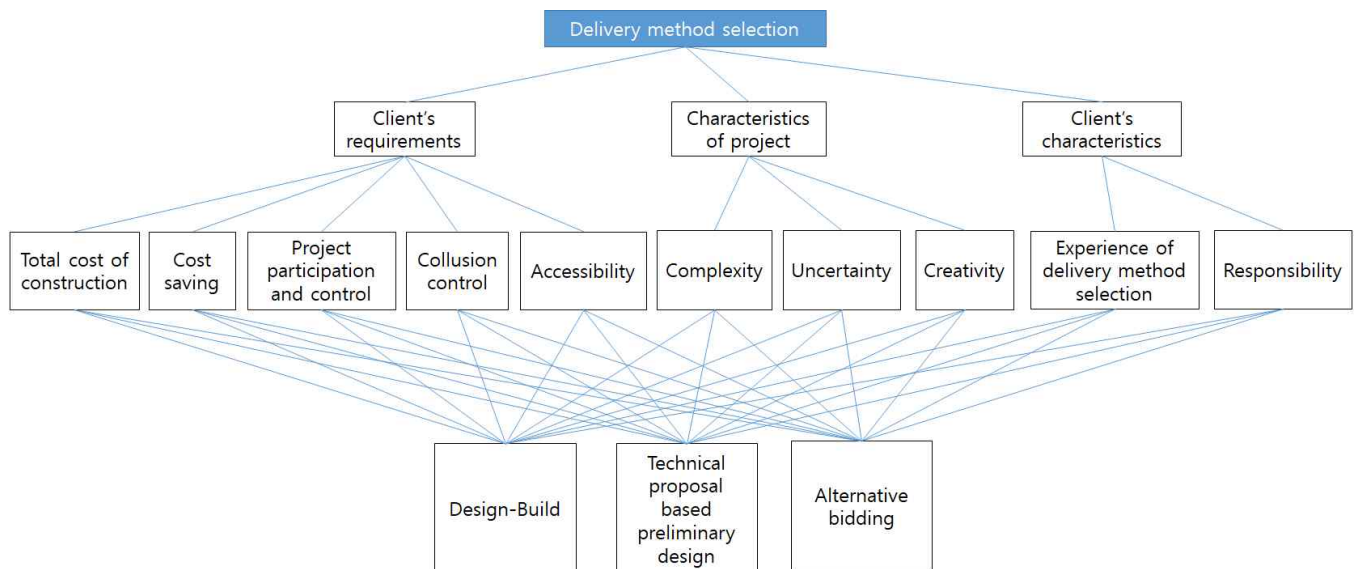 Delivery method selection
Client's
requirements
Characteristics
of project
Client's
characteristics
Total cost of
construction
Cost
saving
Project
participation
and control
Collusion
control
Accessibility
Complexity
Uncertainty
Creativity
Experience of
delivery method
selection
Responsibility
Design-Build
Technical
proposal
based
preliminary
design
Alternative
bidding